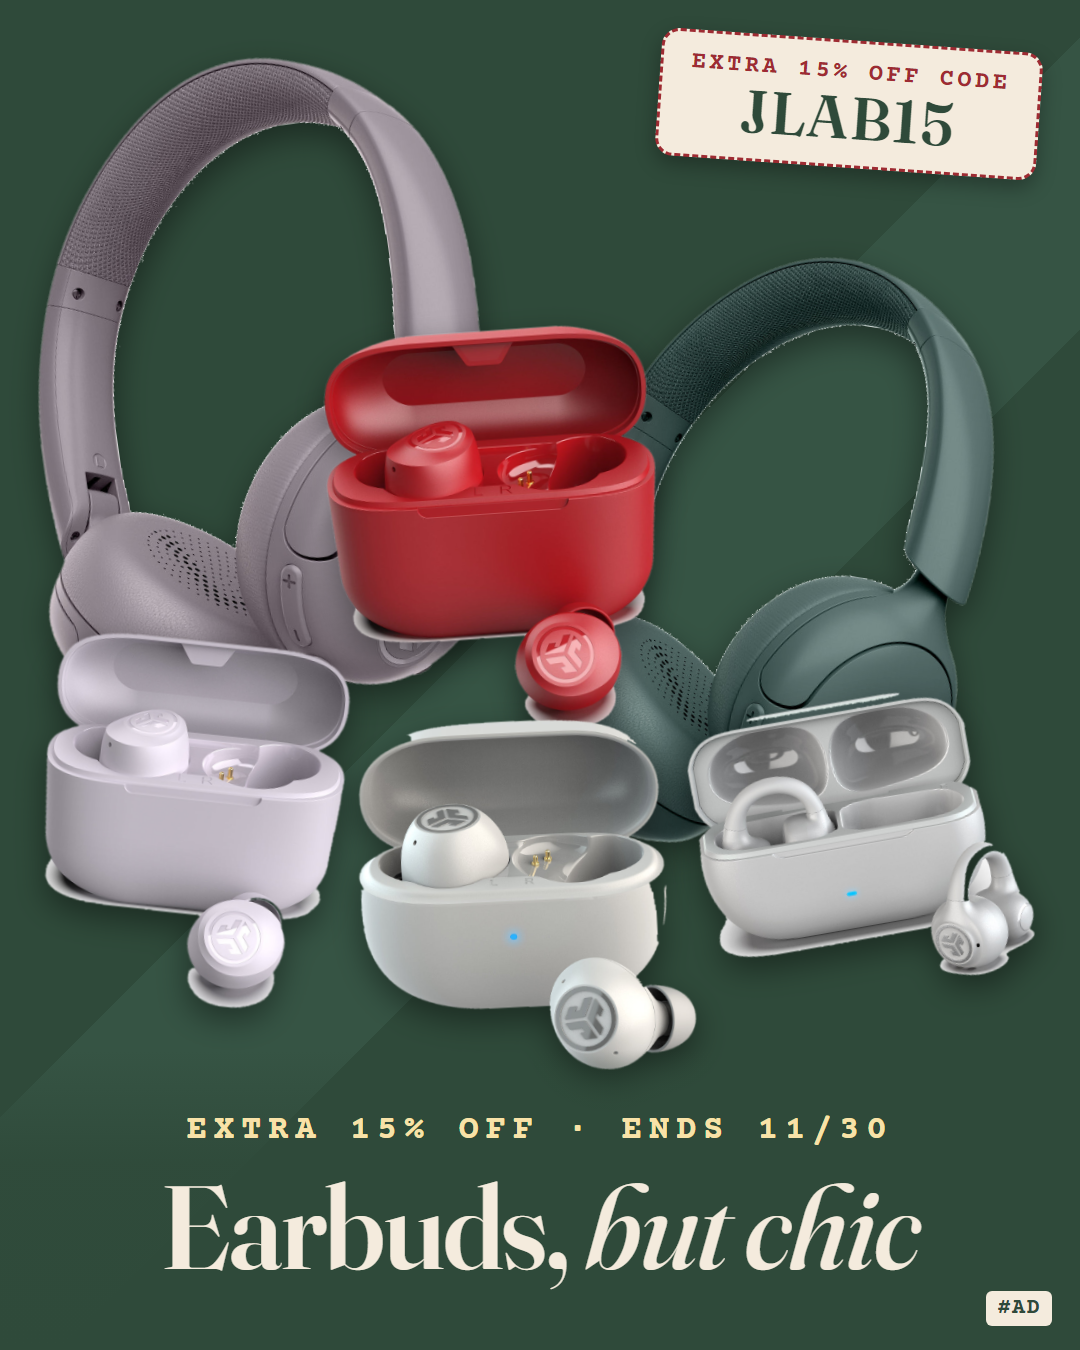 EXTRA 15% OFF CODE
JLAB15
L R
L R
L R
EXTRA 15% OFF · ENDS 11/30
Earbuds, but chic
#AD